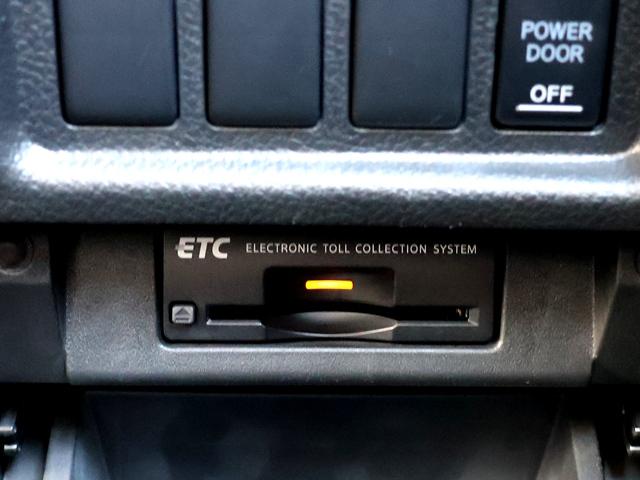 POWER
DOOR
OFF
ETC ELECTRONIC TOLL COLLECTION SYSTEM